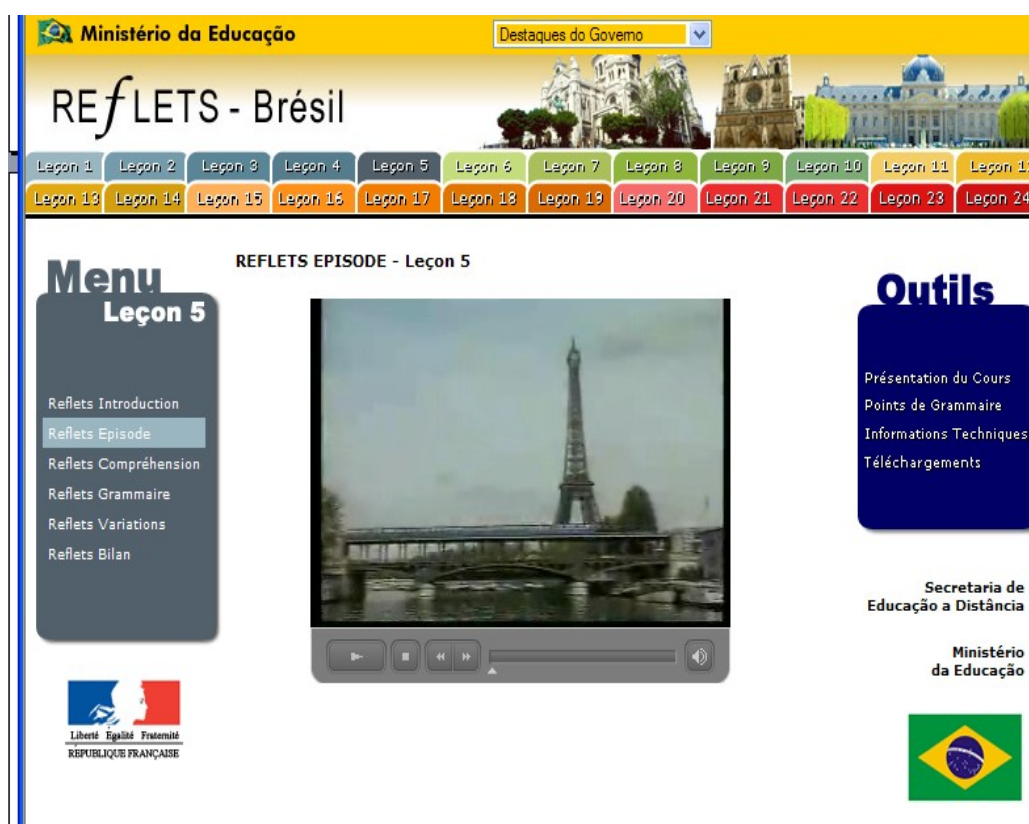 Ministério da Educação
Destaques do Governo
REfLETS - Brésil
Leçon 1 Leçon 2 Leçon 3 Leçon 4 Leçon 5 Leçon 6 Leçon 7 Leçon 8 Leçon 9 Leçon 10 Leçon 11 Leçon 1
Leçon 13 Leçon 14 Leçon 15 Leçon 16 Leçon 17 Leçon 18 Leçon 19 Leçon 20 Leçon 21 Leçon 22 Leçon 23 Leçon 24
REFLETS EPISODE - Leçon 5
Menu
Leçon 5
Reflets Introduction
Reflets Episode
Reflets Compréhension
Reflets Grammaire
Reflets Variations
Reflets Bilan
Liberté Egalité Fraternité
RÉPUBLIQUE FRANÇAISE
Outils
Présentation du Cours
Points de Grammaire
Informations Techniques
Téléchargements
Secretaria de
Educação a Distância
Ministério
da Educação